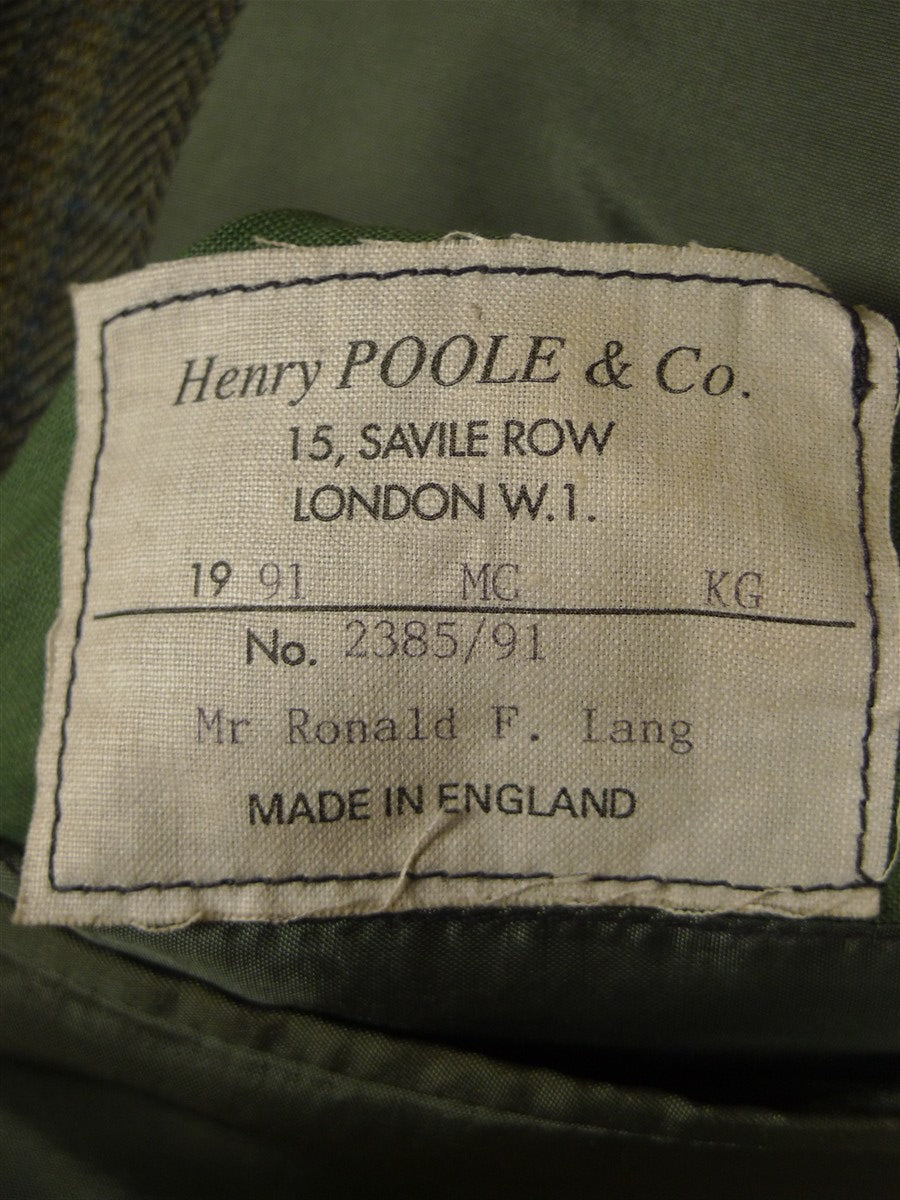 Henry POOLE & Co.
15, SAVILE ROW
LONDON W.1.
19 91 MC KG
No. 2385/91
Mr Ronald F. Lang
MADE IN ENGLAND